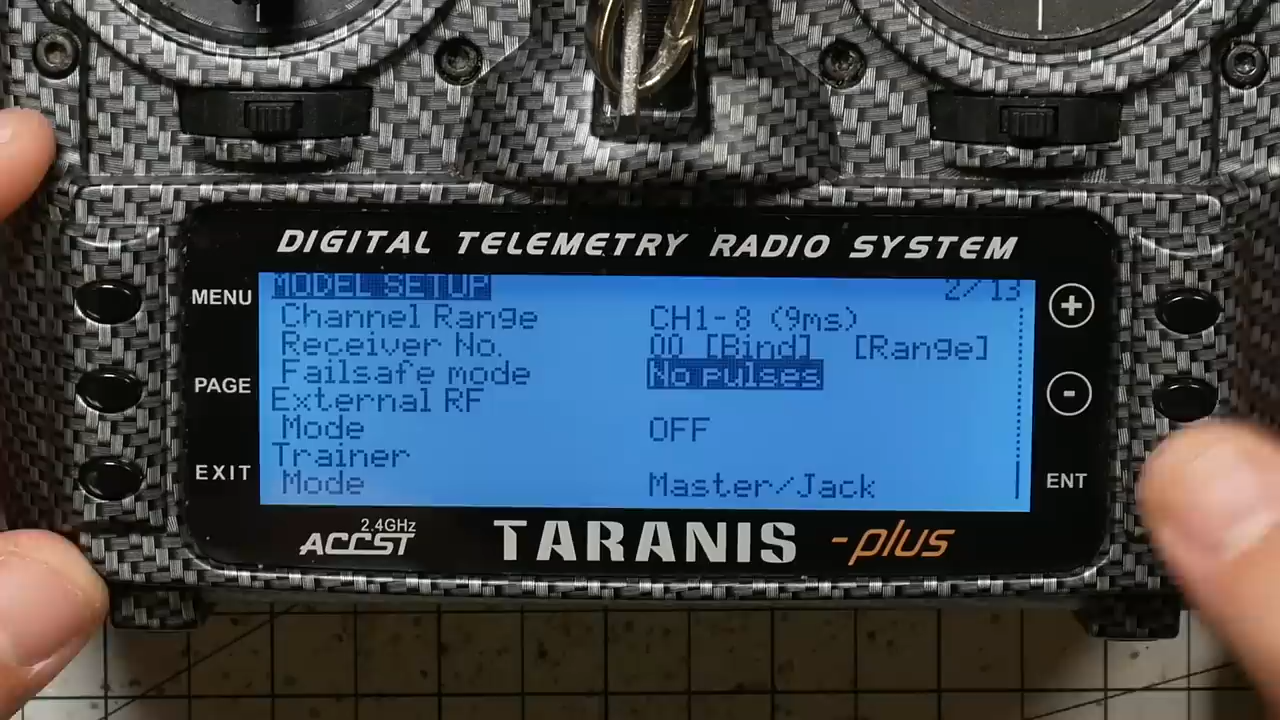 DIGITAL TELEMETRY RADIO SYSTEM
MENU
PAGE
EXIT
MODEL SETUP 2/13
Channel Range CH1-8 (9ms)
Receiver No. 00 [Bind] [Range]
Failsafe mode No pulses
External RF
Mode OFF
Trainer
Mode Master/Jack
+
-
ENT
2.4GHz
ACCST
TARANIS -plus